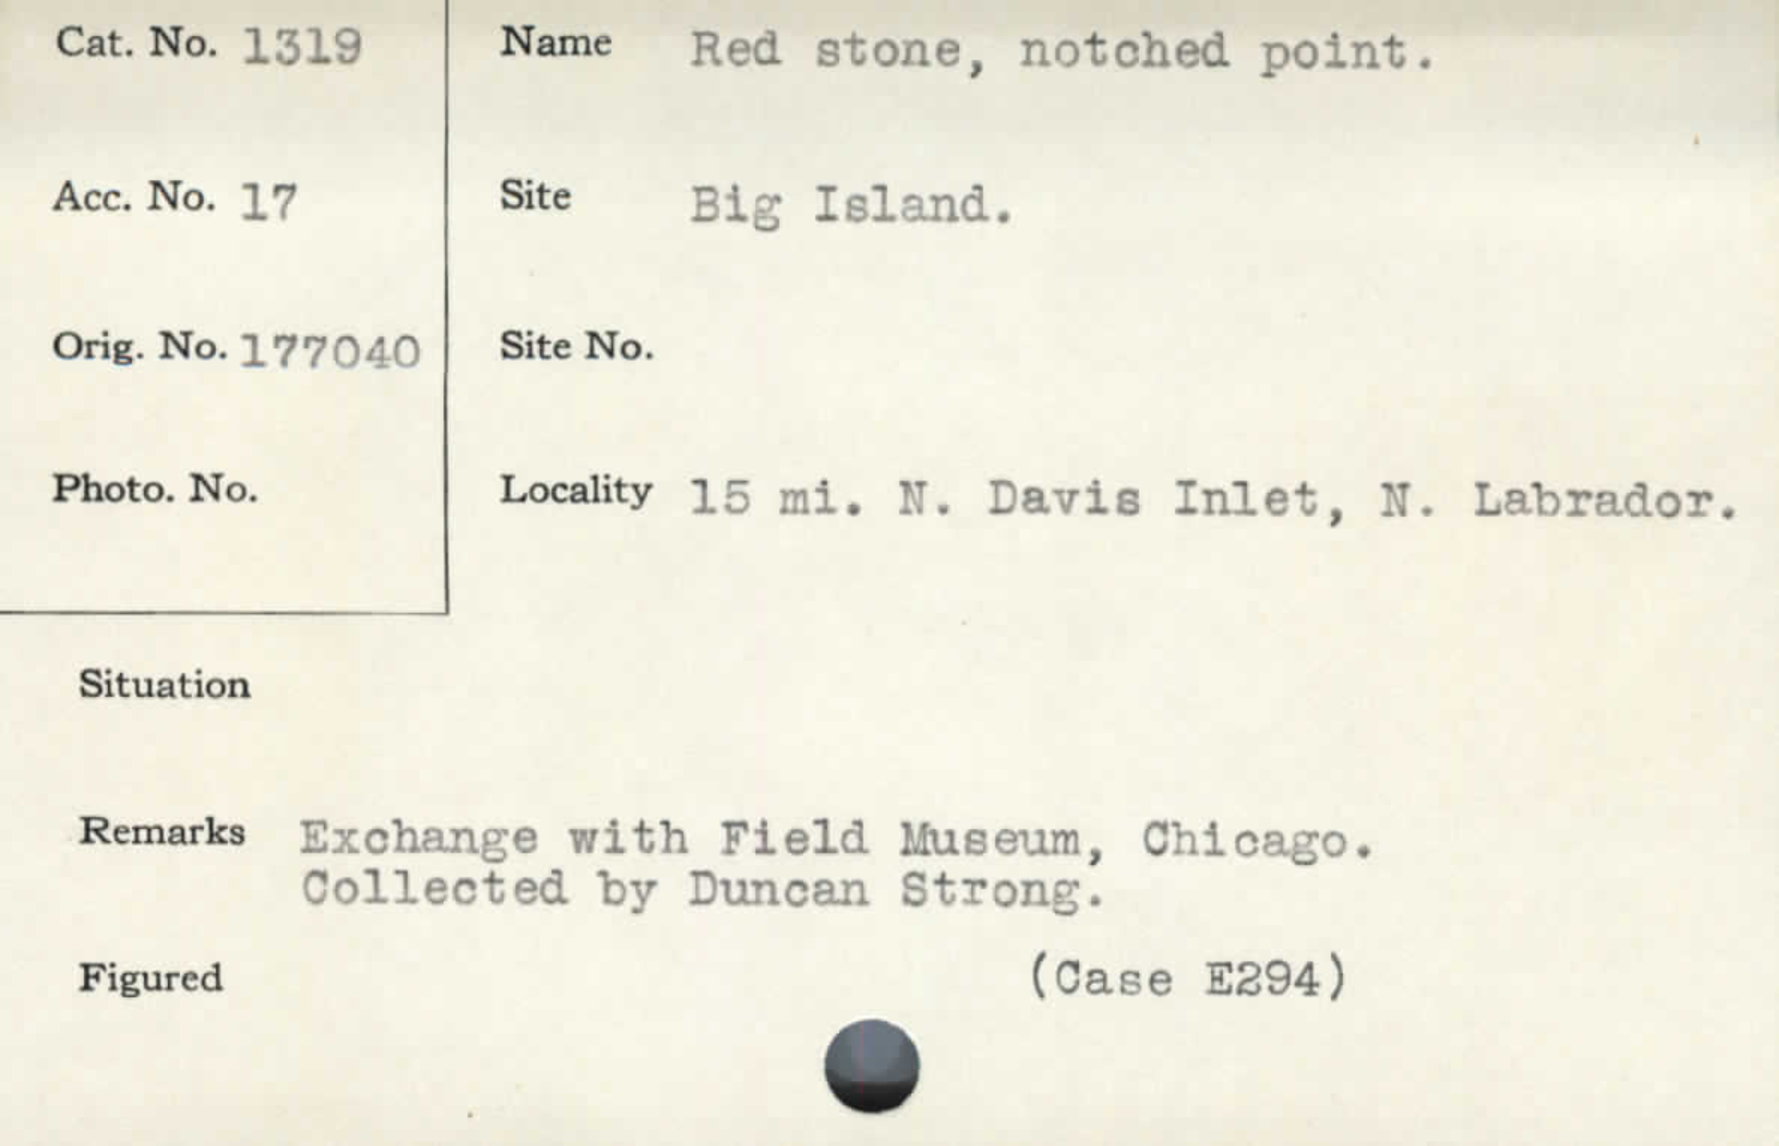 Cat. No. 1319
Name Red stone, notched point.
Acc. No. 17
Site Big Island.
Orig. No. 177040
Site No.
Photo. No.
Locality 15 mi. N. Davis Inlet, N. Labrador.
Situation
Remarks Exchange with Field Museum, Chicago.
Collected by Duncan Strong.
Figured (Case E294)